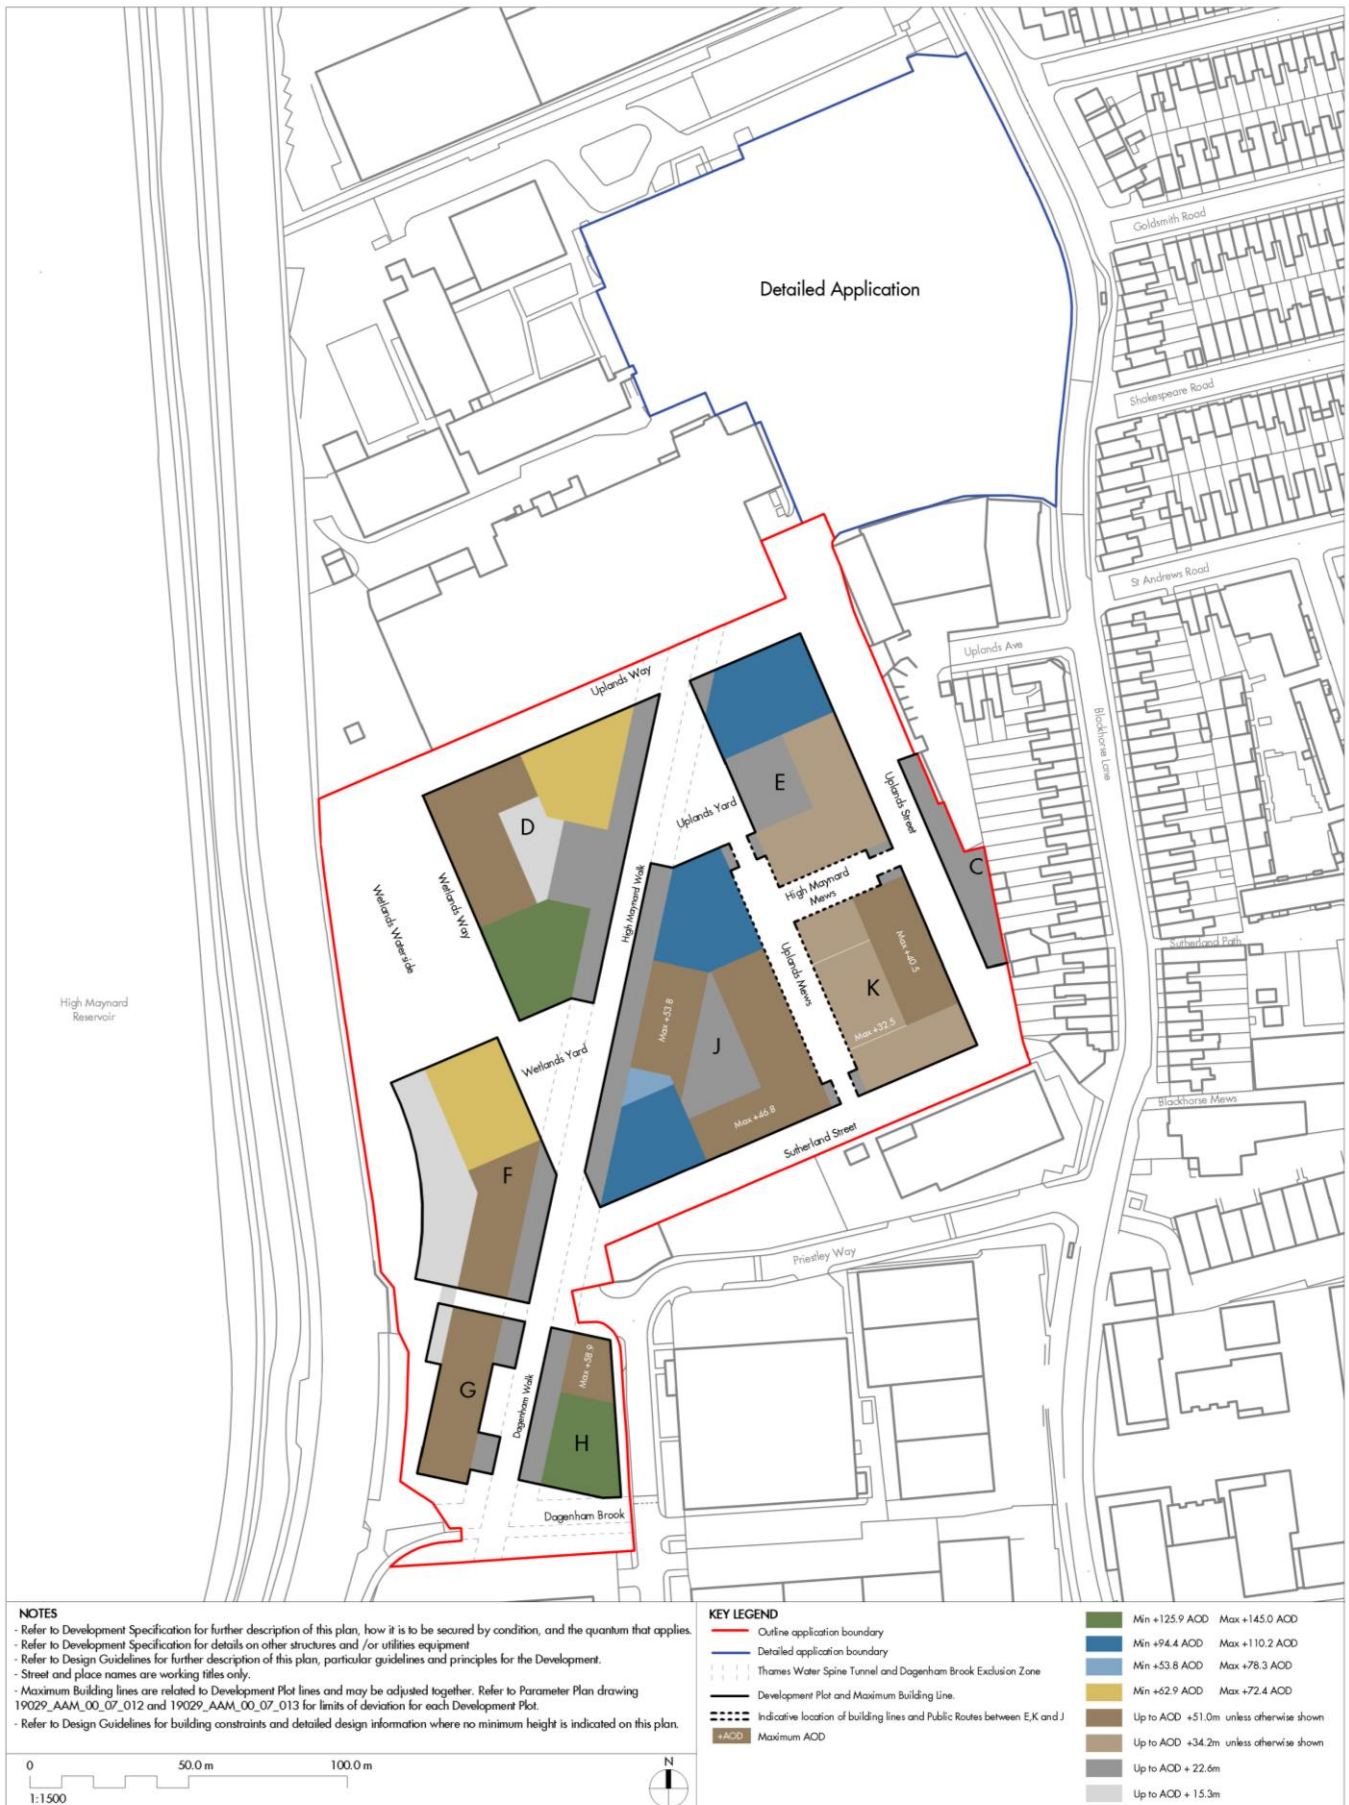 Detailed Application
Goldsmith Road
Shakespeare Road
St Andrews Road
Uplands Ave
Blackhorse Lane
Uplands Way
D
E
Uplands Yard
Uplands Street
C
High Maynard Walk
High Maynard
Mews
Wetlands Way
Wetlands Waterside
Uplands Mews
Max +40.5
K
Sutherland Path
High Maynard
Reservoir
Max +53.8
J
Max +32.5
Wetlands Yard
Max +46.8
Blackhorse Mews
Sutherland Street
F
Priestley Way
Max +58.9
G
Dagenham Walk
H
Dagenham Brook
NOTES
- Refer to Development Specification for further description of this plan, how it is to be secured by condition, and the quantum that applies.
- Refer to Development Specification for details on other structures and /or utilities equipment
- Refer to Design Guidelines for further description of this plan, particular guidelines and principles for the Development.
- Street and place names are working titles only.
- Maximum Building lines are related to Development Plot lines and may be adjusted together. Refer to Parameter Plan drawing
19029_AAM_00_07_012 and 19029_AAM_00_07_013 for limits of deviation for each Development Plot.
- Refer to Design Guidelines for building constraints and detailed design information where no minimum height is indicated on this plan.
0 50.0 m 100.0 m
1:1500
N
KEY LEGEND
Outline application boundary
Detailed application boundary
Thames Water Spine Tunnel and Dagenham Brook Exclusion Zone
Development Plot and Maximum Building Line.
Indicative location of building lines and Public Routes between E,K and J
+AOD Maximum AOD
Min +125.9 AOD Max +145.0 AOD
Min +94.4 AOD Max +110.2 AOD
Min +53.8 AOD Max +78.3 AOD
Min +62.9 AOD Max +72.4 AOD
Up to AOD +51.0m unless otherwise shown
Up to AOD +34.2m unless otherwise shown
Up to AOD + 22.6m
Up to AOD + 15.3m